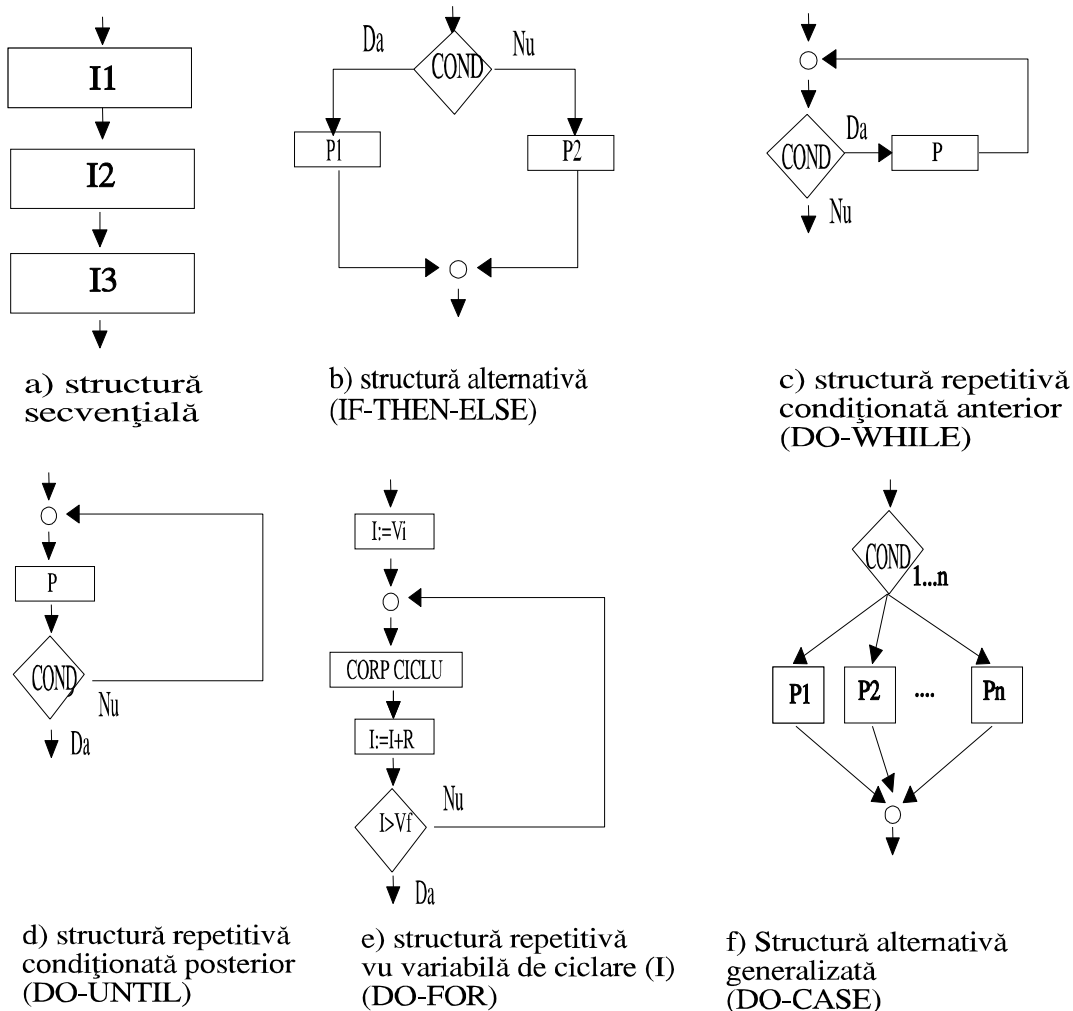 I1
I2
I3
a) structură
secvenţială
Da
COND
Nu
P1
P2
b) structură alternativă
(IF-THEN-ELSE)
COND
Da
P
Nu
c) structură repetitivă
condiţionată anterior
(DO-WHILE)
P
COND
Nu
Da
d) structură repetitivă
condiţionată posterior
(DO-UNTIL)
I:=Vi
CORP CICLU
I:=I+R
I>Vf
Nu
Da
e) structură repetitivă
vu variabilă de ciclare (I)
(DO-FOR)
COND
1...n
P1
P2
....
Pn
f) Structură alternativă
generalizată
(DO-CASE)